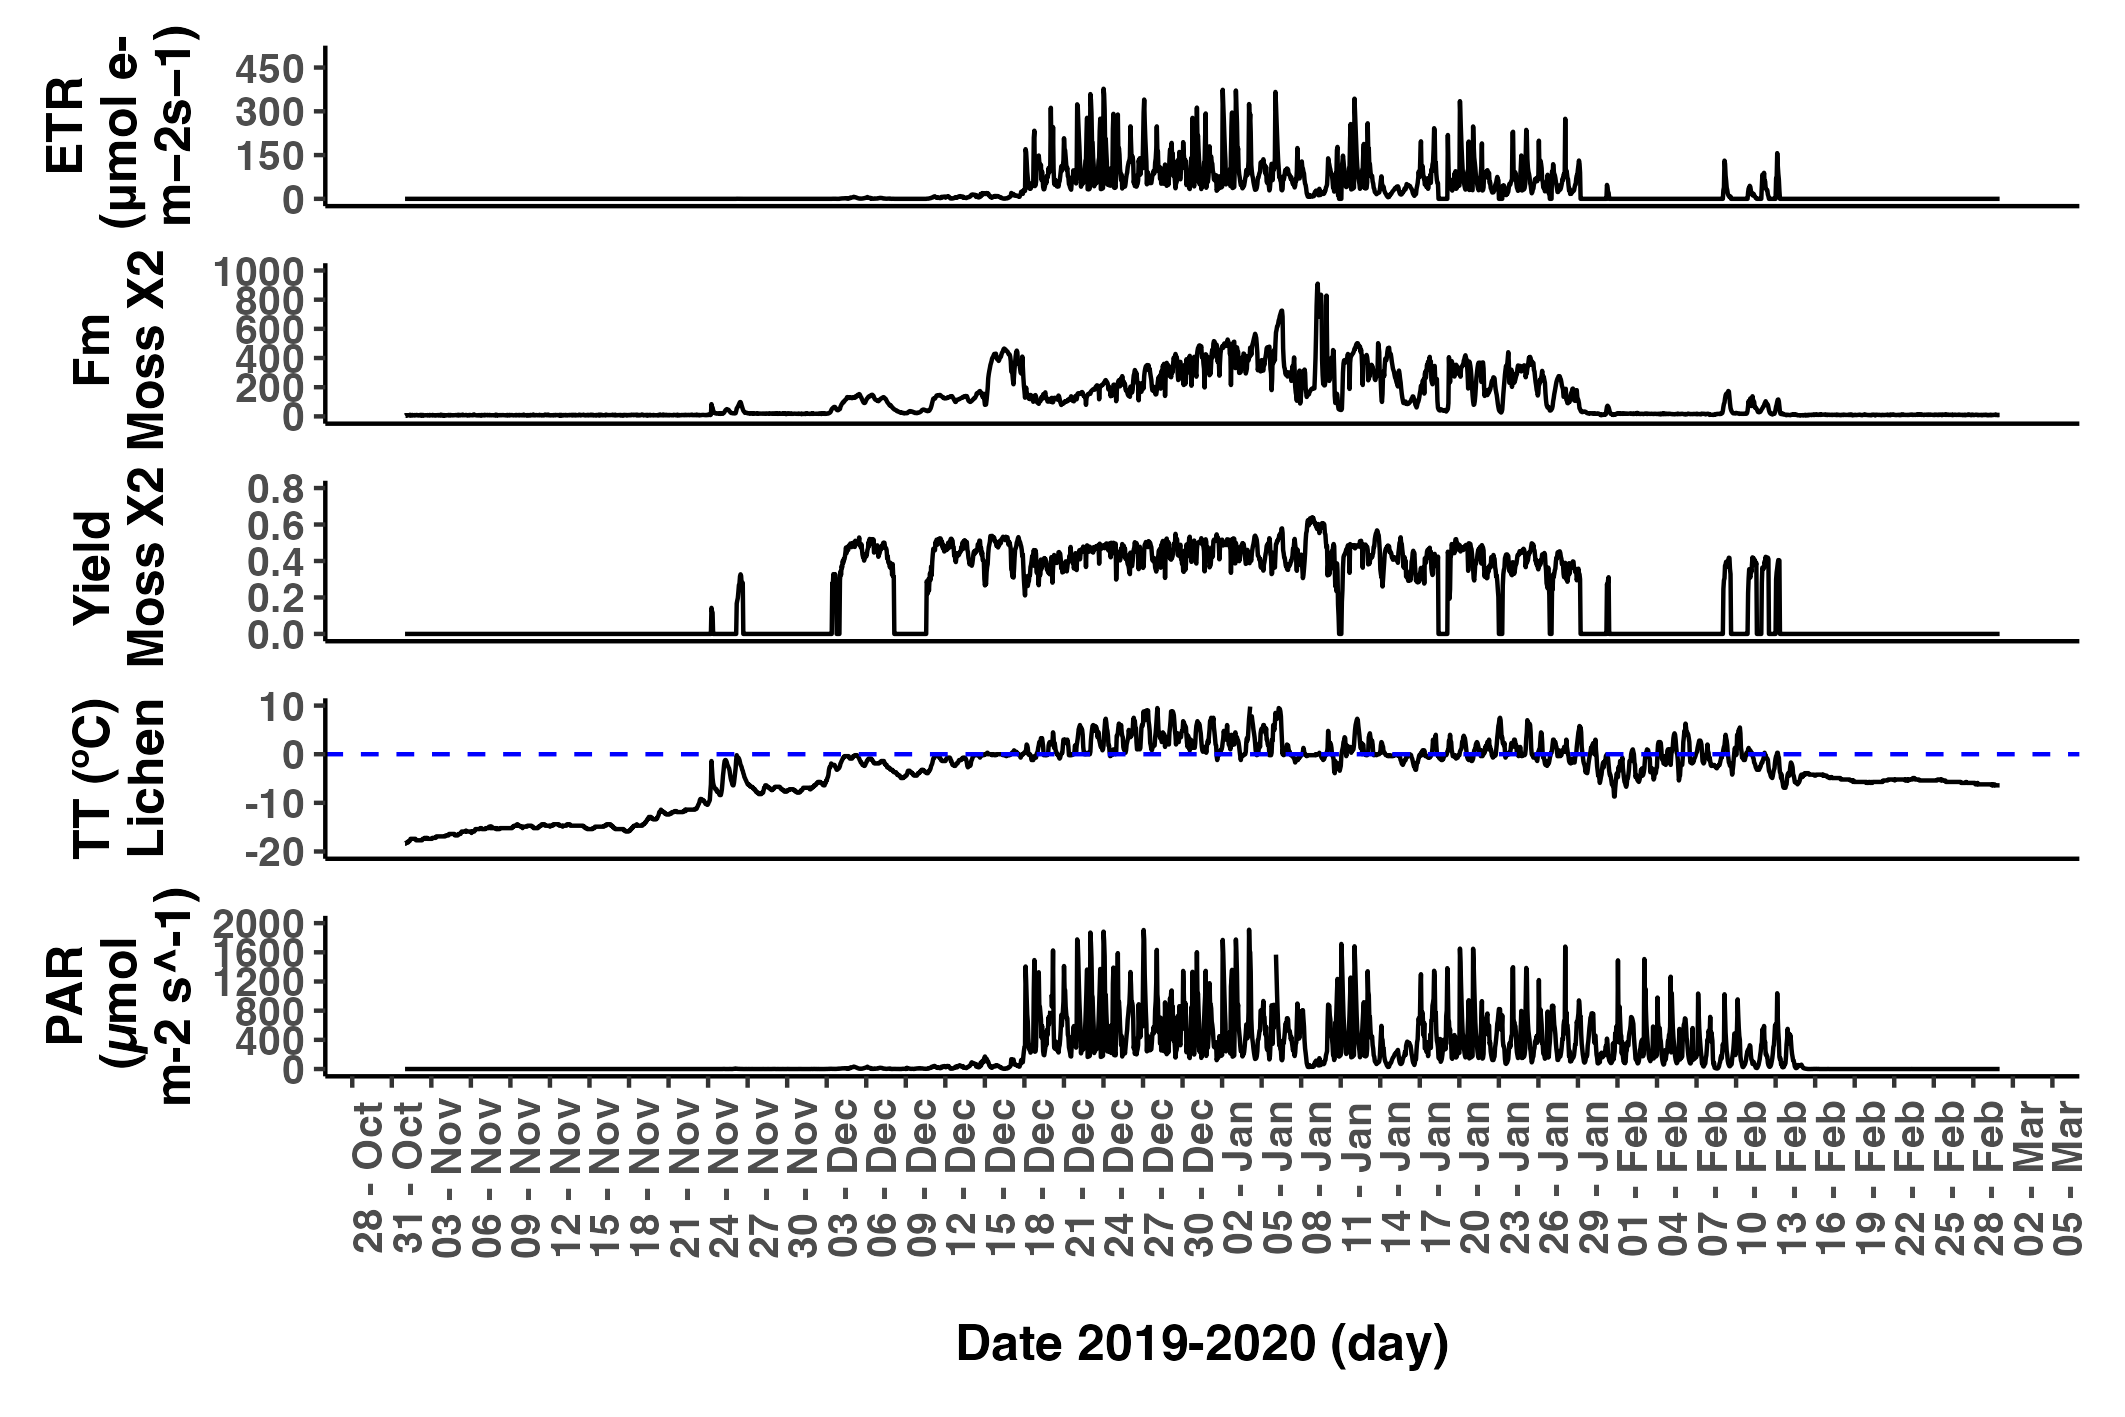 ETR
(µmol e-
m−2s−1)
450
300
150
0
Fm
Moss X2
1000
800
600
400
200
0
Yield
Moss X2
0.8
0.6
0.4
0.2
0.0
TT (ºC)
Lichen
10
0
-10
-20
PAR
(µmol
m-2 s^-1)
2000
1600
1200
800
400
0
28 - Oct
31 - Oct
03 - Nov
06 - Nov
09 - Nov
12 - Nov
15 - Nov
18 - Nov
21 - Nov
24 - Nov
27 - Nov
30 - Nov
03 - Dec
06 - Dec
09 - Dec
12 - Dec
15 - Dec
18 - Dec
21 - Dec
24 - Dec
27 - Dec
30 - Dec
02 - Jan
05 - Jan
08 - Jan
11 - Jan
14 - Jan
17 - Jan
20 - Jan
23 - Jan
26 - Jan
29 - Jan
01 - Feb
04 - Feb
07 - Feb
10 - Feb
13 - Feb
16 - Feb
19 - Feb
22 - Feb
25 - Feb
28 - Feb
02 - Mar
05 - Mar
Date 2019-2020 (day)